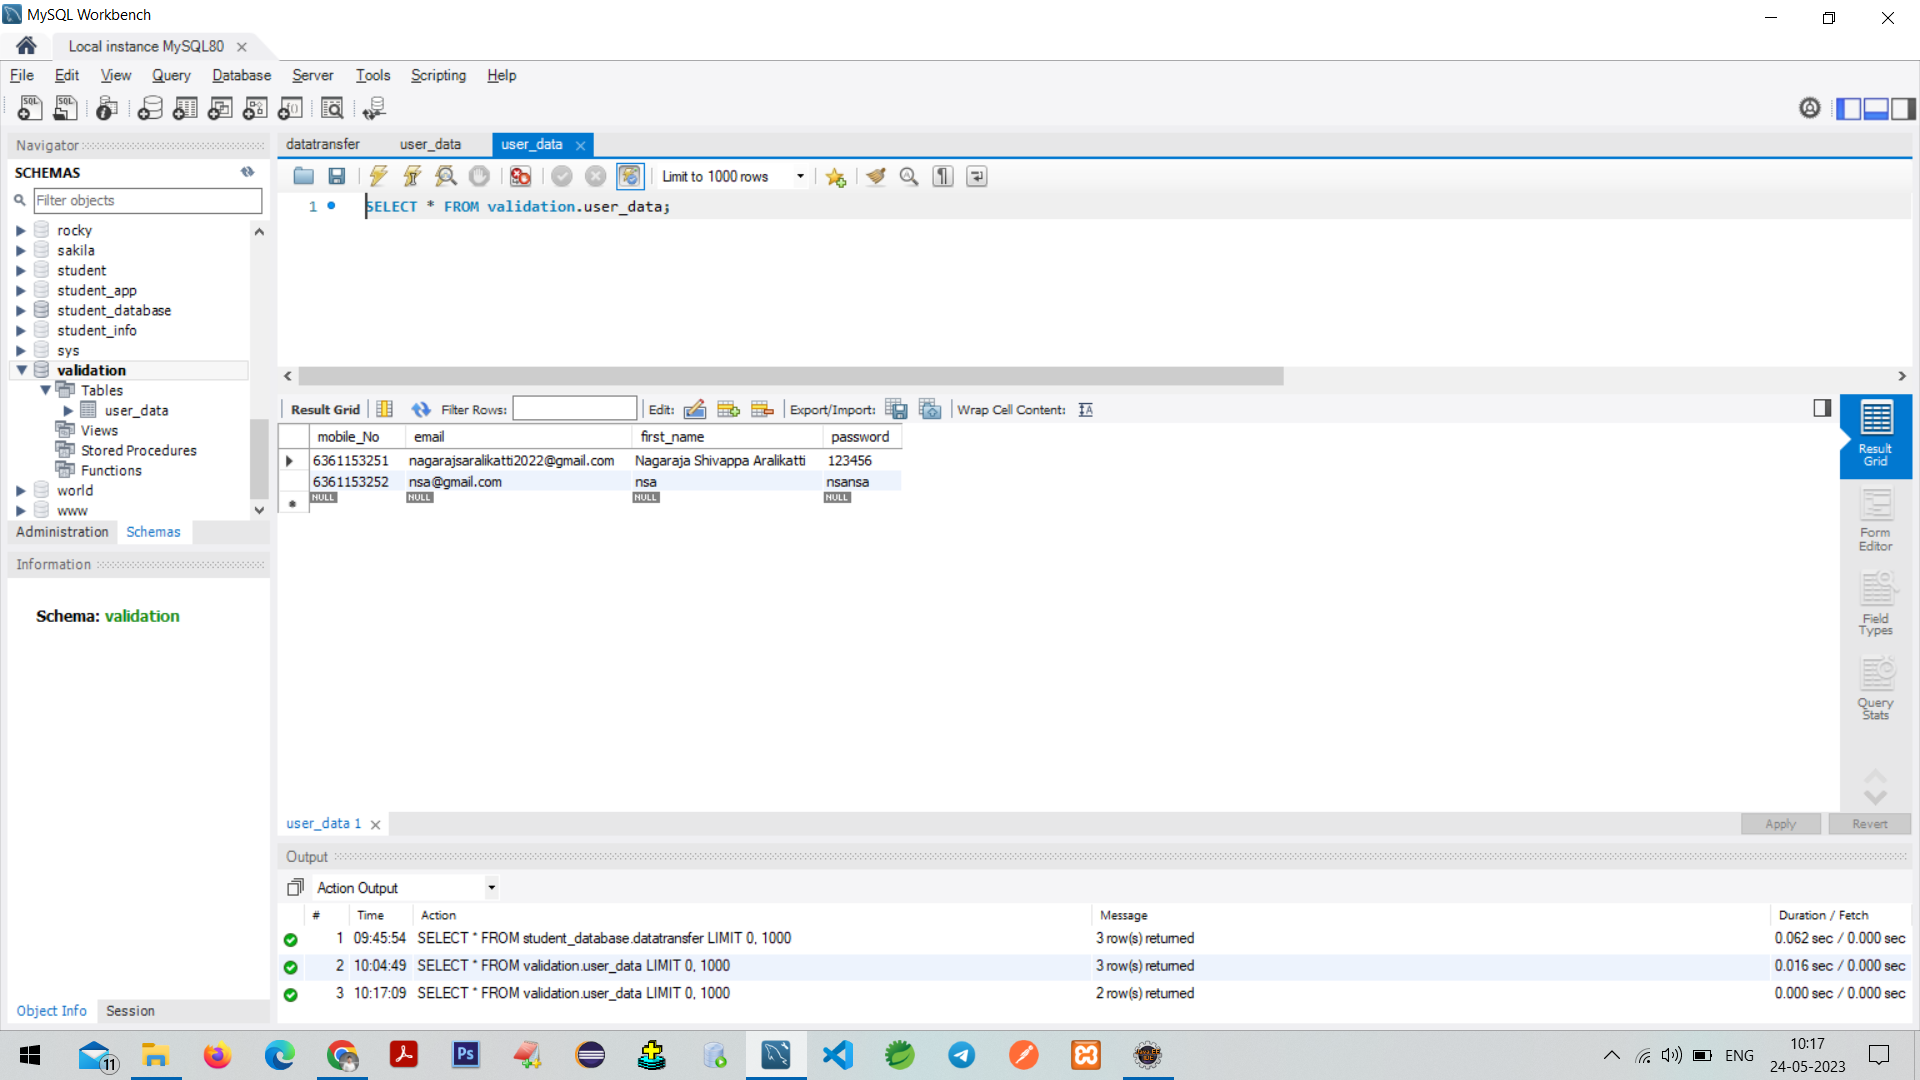 MySQL Workbench
Local instance MySQL80
File Edit View Query Database Server Tools Scripting Help
Navigator
SCHEMAS
Filter objects
rocky
sakila
student
student_app
student_database
student_info
sys
validation
Tables
user_data
Views
Stored Procedures
Functions
world
www
Administration Schemas
Information
Schema: validation
Object Info Session
datatransfer user_data user_data
Limit to 1000 rows
1 SELECT * FROM validation.user_data;
Result Grid Filter Rows: Edit: Export/Import: Wrap Cell Content:
mobile_No email first_name password
6361153251 nagarajsaralikatti2022@gmail.com Nagaraja Shivappa Aralikatti 123456
6361153252 nsa@gmail.com nsa nsansa
NULL NULL NULL NULL
Result Grid
Form Editor
Field Types
Query Stats
user_data 1
Apply Revert
Output
Action Output
# Time Action Message Duration / Fetch
1 09:45:54 SELECT * FROM student_database.datatransfer LIMIT 0, 1000 3 row(s) returned 0.062 sec / 0.000 sec
2 10:04:49 SELECT * FROM validation.user_data LIMIT 0, 1000 3 row(s) returned 0.016 sec / 0.000 sec
3 10:17:09 SELECT * FROM validation.user_data LIMIT 0, 1000 2 row(s) returned 0.000 sec / 0.000 sec
11
Ps
ENG
10:17
24-05-2023